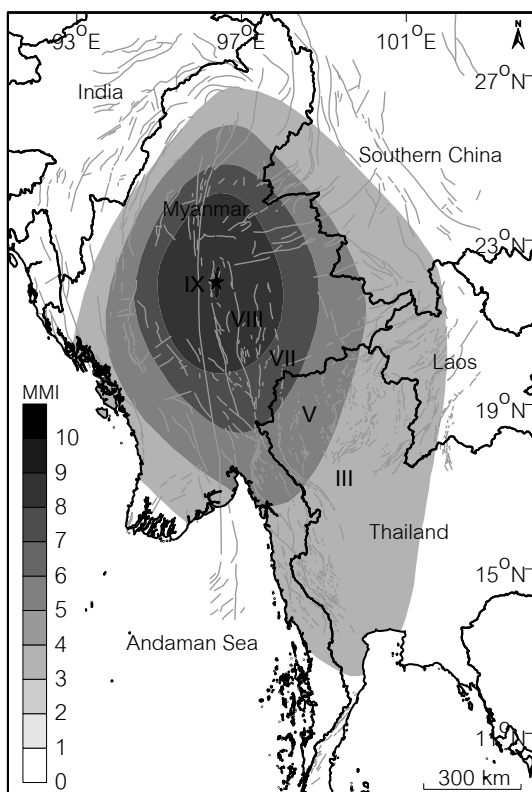 93°E 97°E 101°E N
27°N
India
Southern China
Myanmar
23°N
IX
VIII
VII
Laos
MMI
19°N
V
10
9
III
8
7
Thailand
6
15°N
5
4
Andaman Sea
3
2
11°N
1
0
300 km